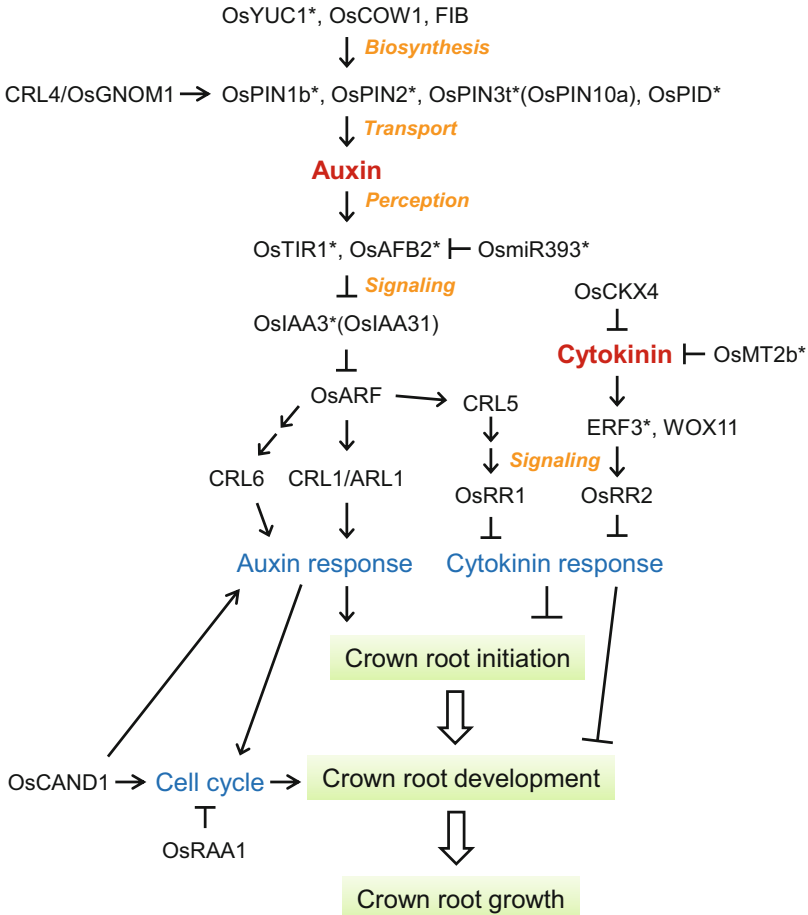 OsYUC1*, OsCOW1, FIB
Biosynthesis
CRL4/OsGNOM1
OsPIN1b*, OsPIN2*, OsPIN3t*(OsPIN10a), OsPID*
Transport
Auxin
Perception
OsTIR1*, OsAFB2*
OsmiR393*
Signaling
OsCKX4
OsIAA3*(OsIAA31)
Cytokinin
OsMT2b*
OsARF
CRL5
ERF3*, WOX11
Signaling
CRL6
CRL1/ARL1
OsRR1
OsRR2
Auxin response
Cytokinin response
Crown root initiation
OsCAND1
Cell cycle
Crown root development
OsRAA1
Crown root growth